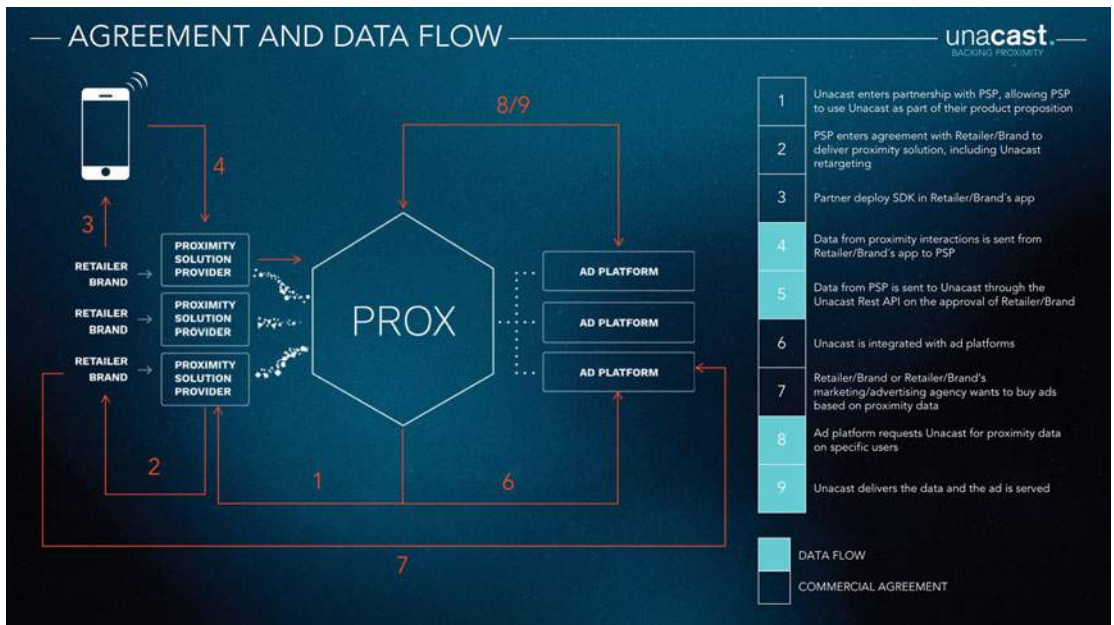 AGREEMENT AND DATA FLOW
unacast.
BACKING PROXIMITY
8/9
4
3
RETAILER
BRAND
PROXIMITY
SOLUTION
PROVIDER
RETAILER
BRAND
PROXIMITY
SOLUTION
PROVIDER
RETAILER
BRAND
PROXIMITY
SOLUTION
PROVIDER
PROX
AD PLATFORM
AD PLATFORM
AD PLATFORM
2
1
6
7
1
Unacast enters partnership with PSP, allowing PSP
to use Unacast as part of their product proposition
2
PSP enters agreement with Retailer/Brand to
deliver proximity solution, including Unacast
retargeting
3
Partner deploy SDK in Retailer/Brand´s app
4
Data from proximity interactions is sent from
Retailer/Brand´s app to PSP
5
Data from PSP is sent to Unacast through the
Unacast Rest API on the approval of Retailer/Brand
6
Unacast is integrated with ad platforms
7
Retailer/Brand or Retailer/Brand's
marketing/advertising agency wants to buy ads
based on proximity data
8
Ad platform requests Unacast for proximity data
on specific users
9
Unacast delivers the data and the ad is served
DATA FLOW
COMMERCIAL AGREEMENT